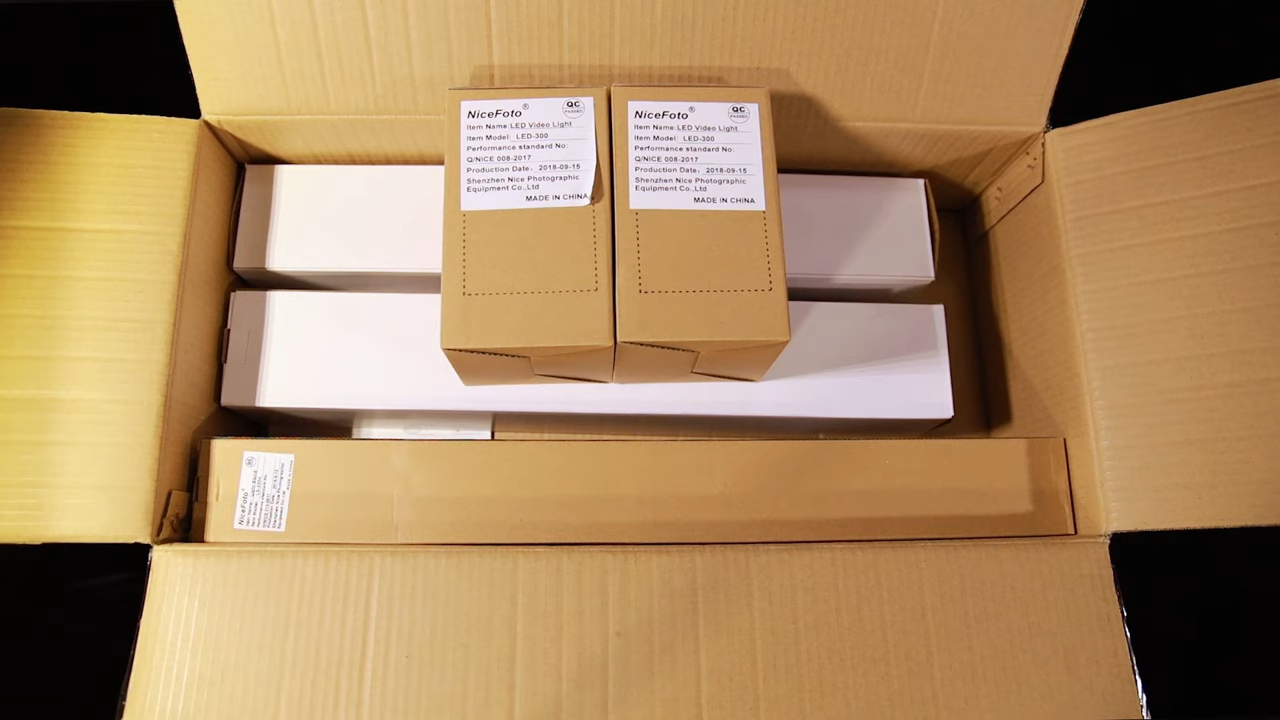 NiceFoto® QC PASSED
Item Name:LED Video Light
Item Model: LED-300
Performance standard No:
Q/NICE 008-2017
Production Date: 2018-09-15
Shenzhen Nice Photographic
Equipment Co.,Ltd
MADE IN CHINA
NiceFoto® QC PASSED
Item Name:LED Video Light
Item Model: LED-300
Performance standard No:
Q/NICE 008-2017
Production Date: 2018-09-15
Shenzhen Nice Photographic
Equipment Co.,Ltd
MADE IN CHINA
NiceFoto®